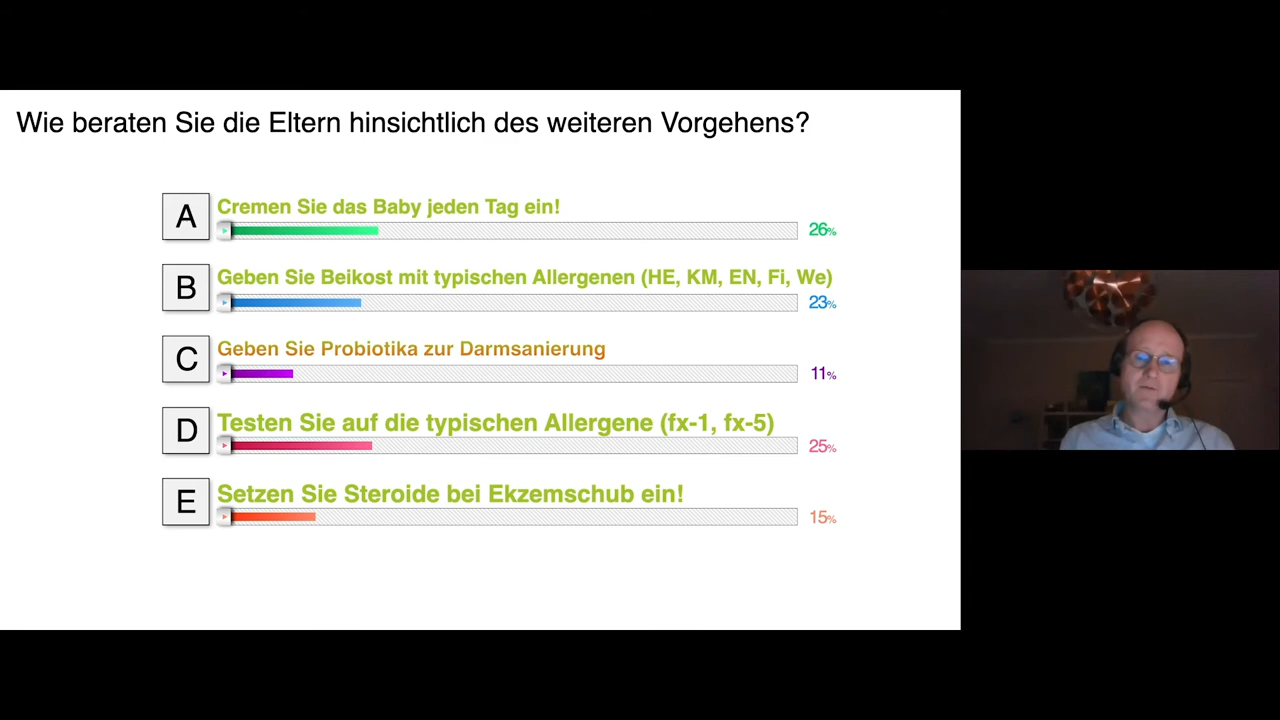 Wie beraten Sie die Eltern hinsichtlich des weiteren Vorgehens?
A
Cremen Sie das Baby jeden Tag ein!
26%
B
Geben Sie Beikost mit typischen Allergenen (HE, KM, EN, Fi, We)
23%
C
Geben Sie Probiotika zur Darmsanierung
11%
D
Testen Sie auf die typischen Allergene (fx-1, fx-5)
25%
E
Setzen Sie Steroide bei Ekzemschub ein!
15%